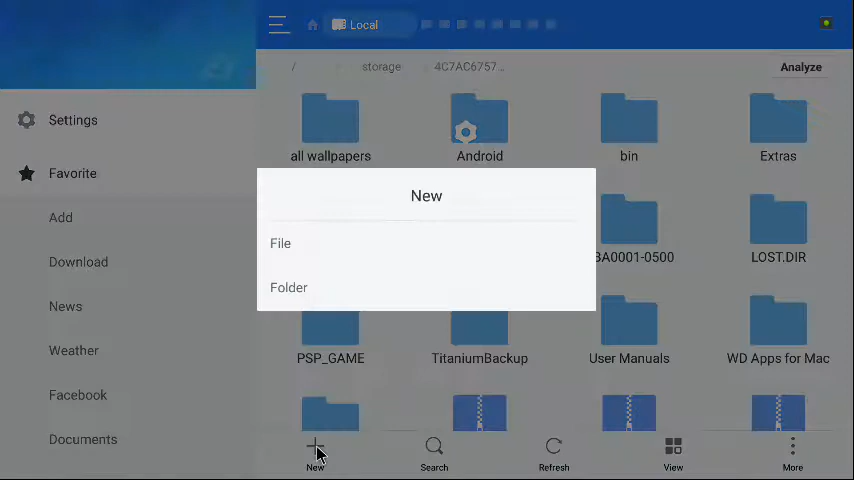 Local
/ storage 4C7AC6757... Analyze
Settings
Favorite
Add
Download
News
Weather
Facebook
Documents
all wallpapers Android bin Extras
New
File
Folder
BA0001-0500 LOST.DIR
PSP_GAME TitaniumBackup User Manuals WD Apps for Mac
New Search Refresh View More